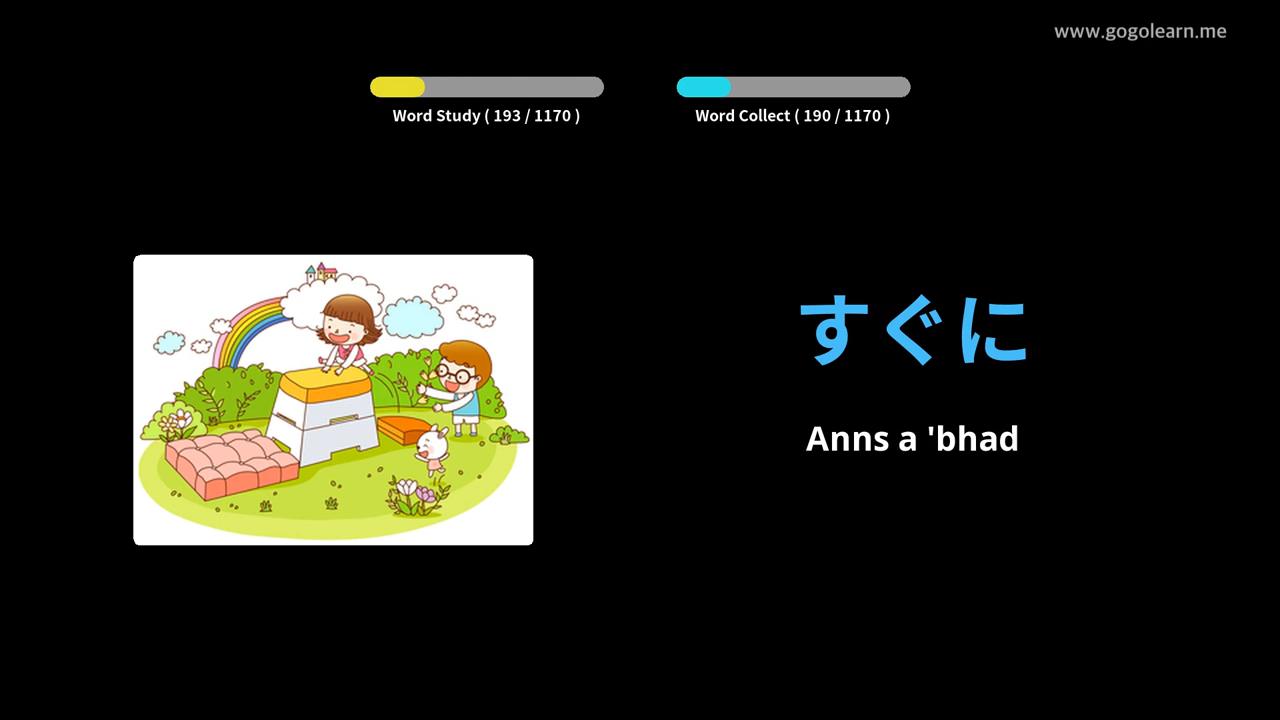 www.gogolearn.me
Word Study ( 193 / 1170 )
Word Collect ( 190 / 1170 )
すぐに
Anns a 'bhad